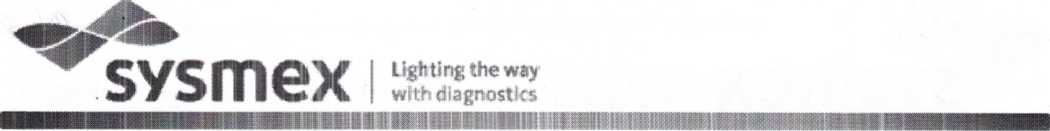 sysmex
Lighting the way
with diagnostics